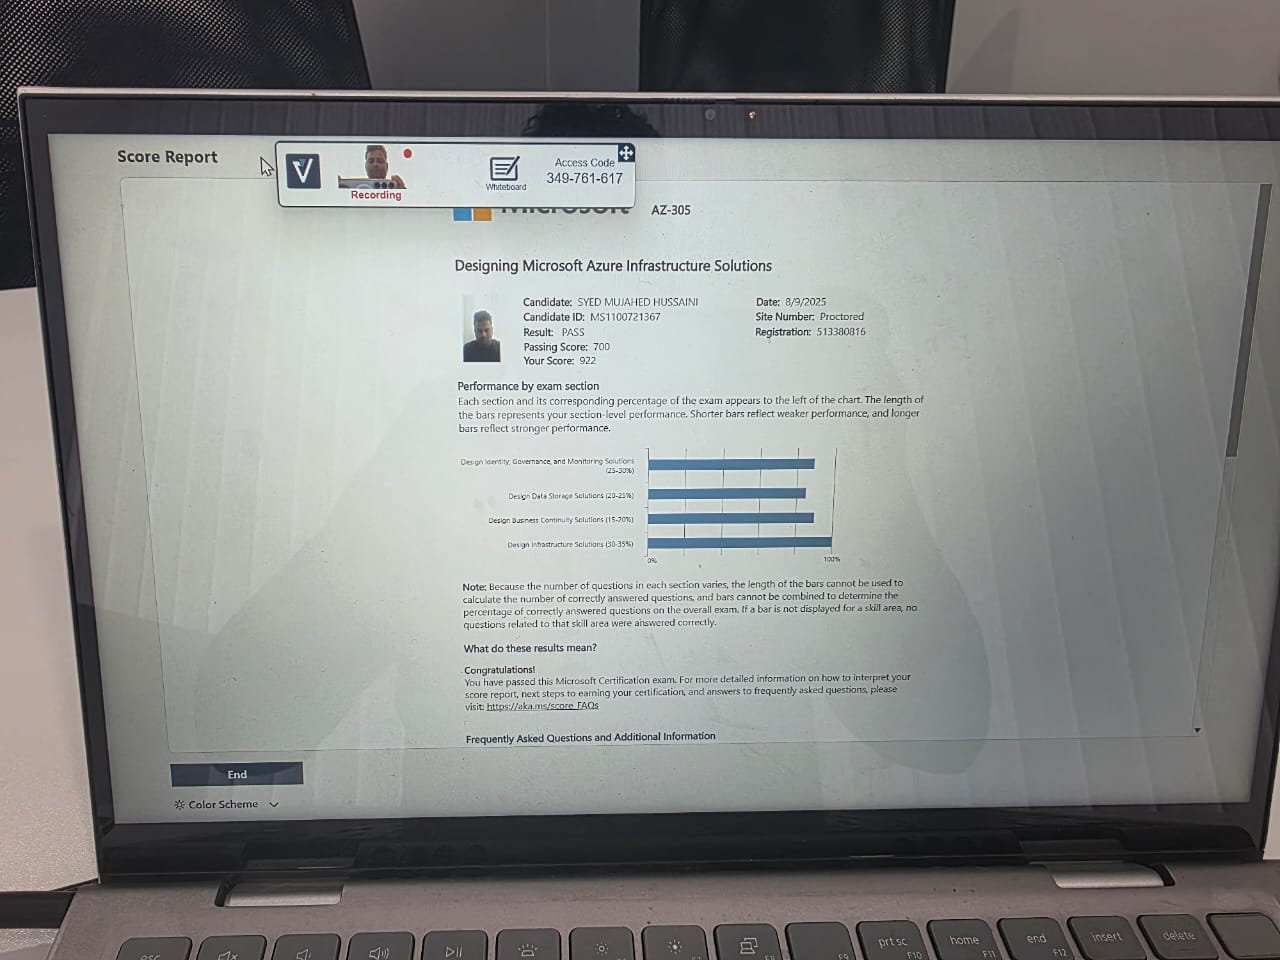 Score Report
Recording
Whiteboard
Access Code
349-761-617
Microsoft AZ-305
Designing Microsoft Azure Infrastructure Solutions
Candidate: SYED MUJAHED HUSSAINI
Candidate ID: MS1100721367
Result: PASS
Passing Score: 700
Your Score: 922
Date: 8/9/2025
Site Number: Proctored
Registration: 513380816
Performance by exam section
Each section and its corresponding percentage of the exam appears to the left of the chart. The length of
the bars represents your section-level performance. Shorter bars reflect weaker performance, and longer
bars reflect stronger performance.
Design Identity, Governance, and Monitoring Solutions
(25-30%)
Design Data Storage Solutions (20-25%)
Design Business Continuity Solutions (15-20%)
Design Infrastructure Solutions (30-35%)
0% 100%
Note: Because the number of questions in each section varies, the length of the bars cannot be used to
calculate the number of correctly answered questions, and bars cannot be combined to determine the
percentage of correctly answered questions on the overall exam. If a bar is not displayed for a skill area, no
questions related to that skill area were answered correctly.
What do these results mean?
Congratulations!
You have passed this Microsoft Certification exam. For more detailed information on how to interpret your
score report, next steps to earning your certification, and answers to frequently asked questions, please
visit: https://aka.ms/score_FAQs
Frequently Asked Questions and Additional Information
End
Color Scheme
esc
prt sc
F10
home
F11
end
F12
insert
delete